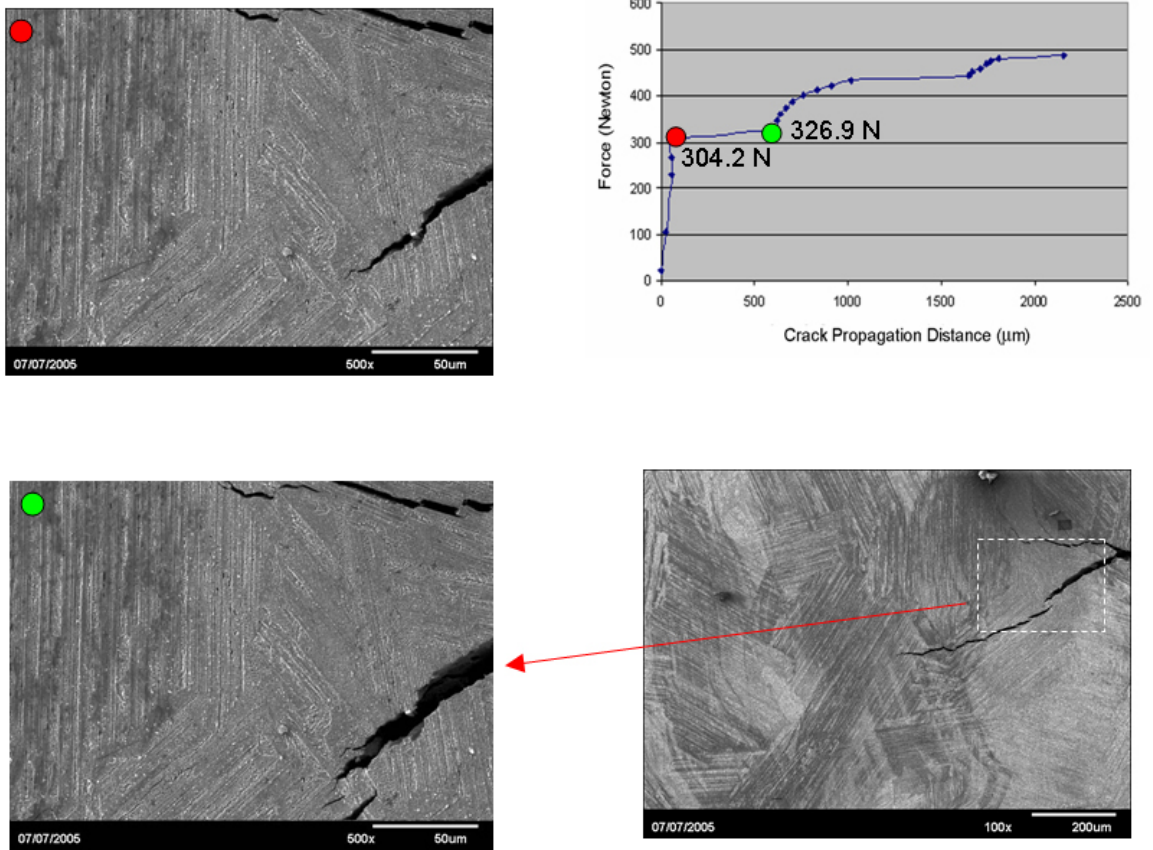 07/07/2005 500x 50um
600
500
400
300
200
100
0
Force (Newton)
326.9 N
304.2 N
0 500 1000 1500 2000 2500
Crack Propagation Distance (μm)
07/07/2005 500x 50um
07/07/2005 100x 200um